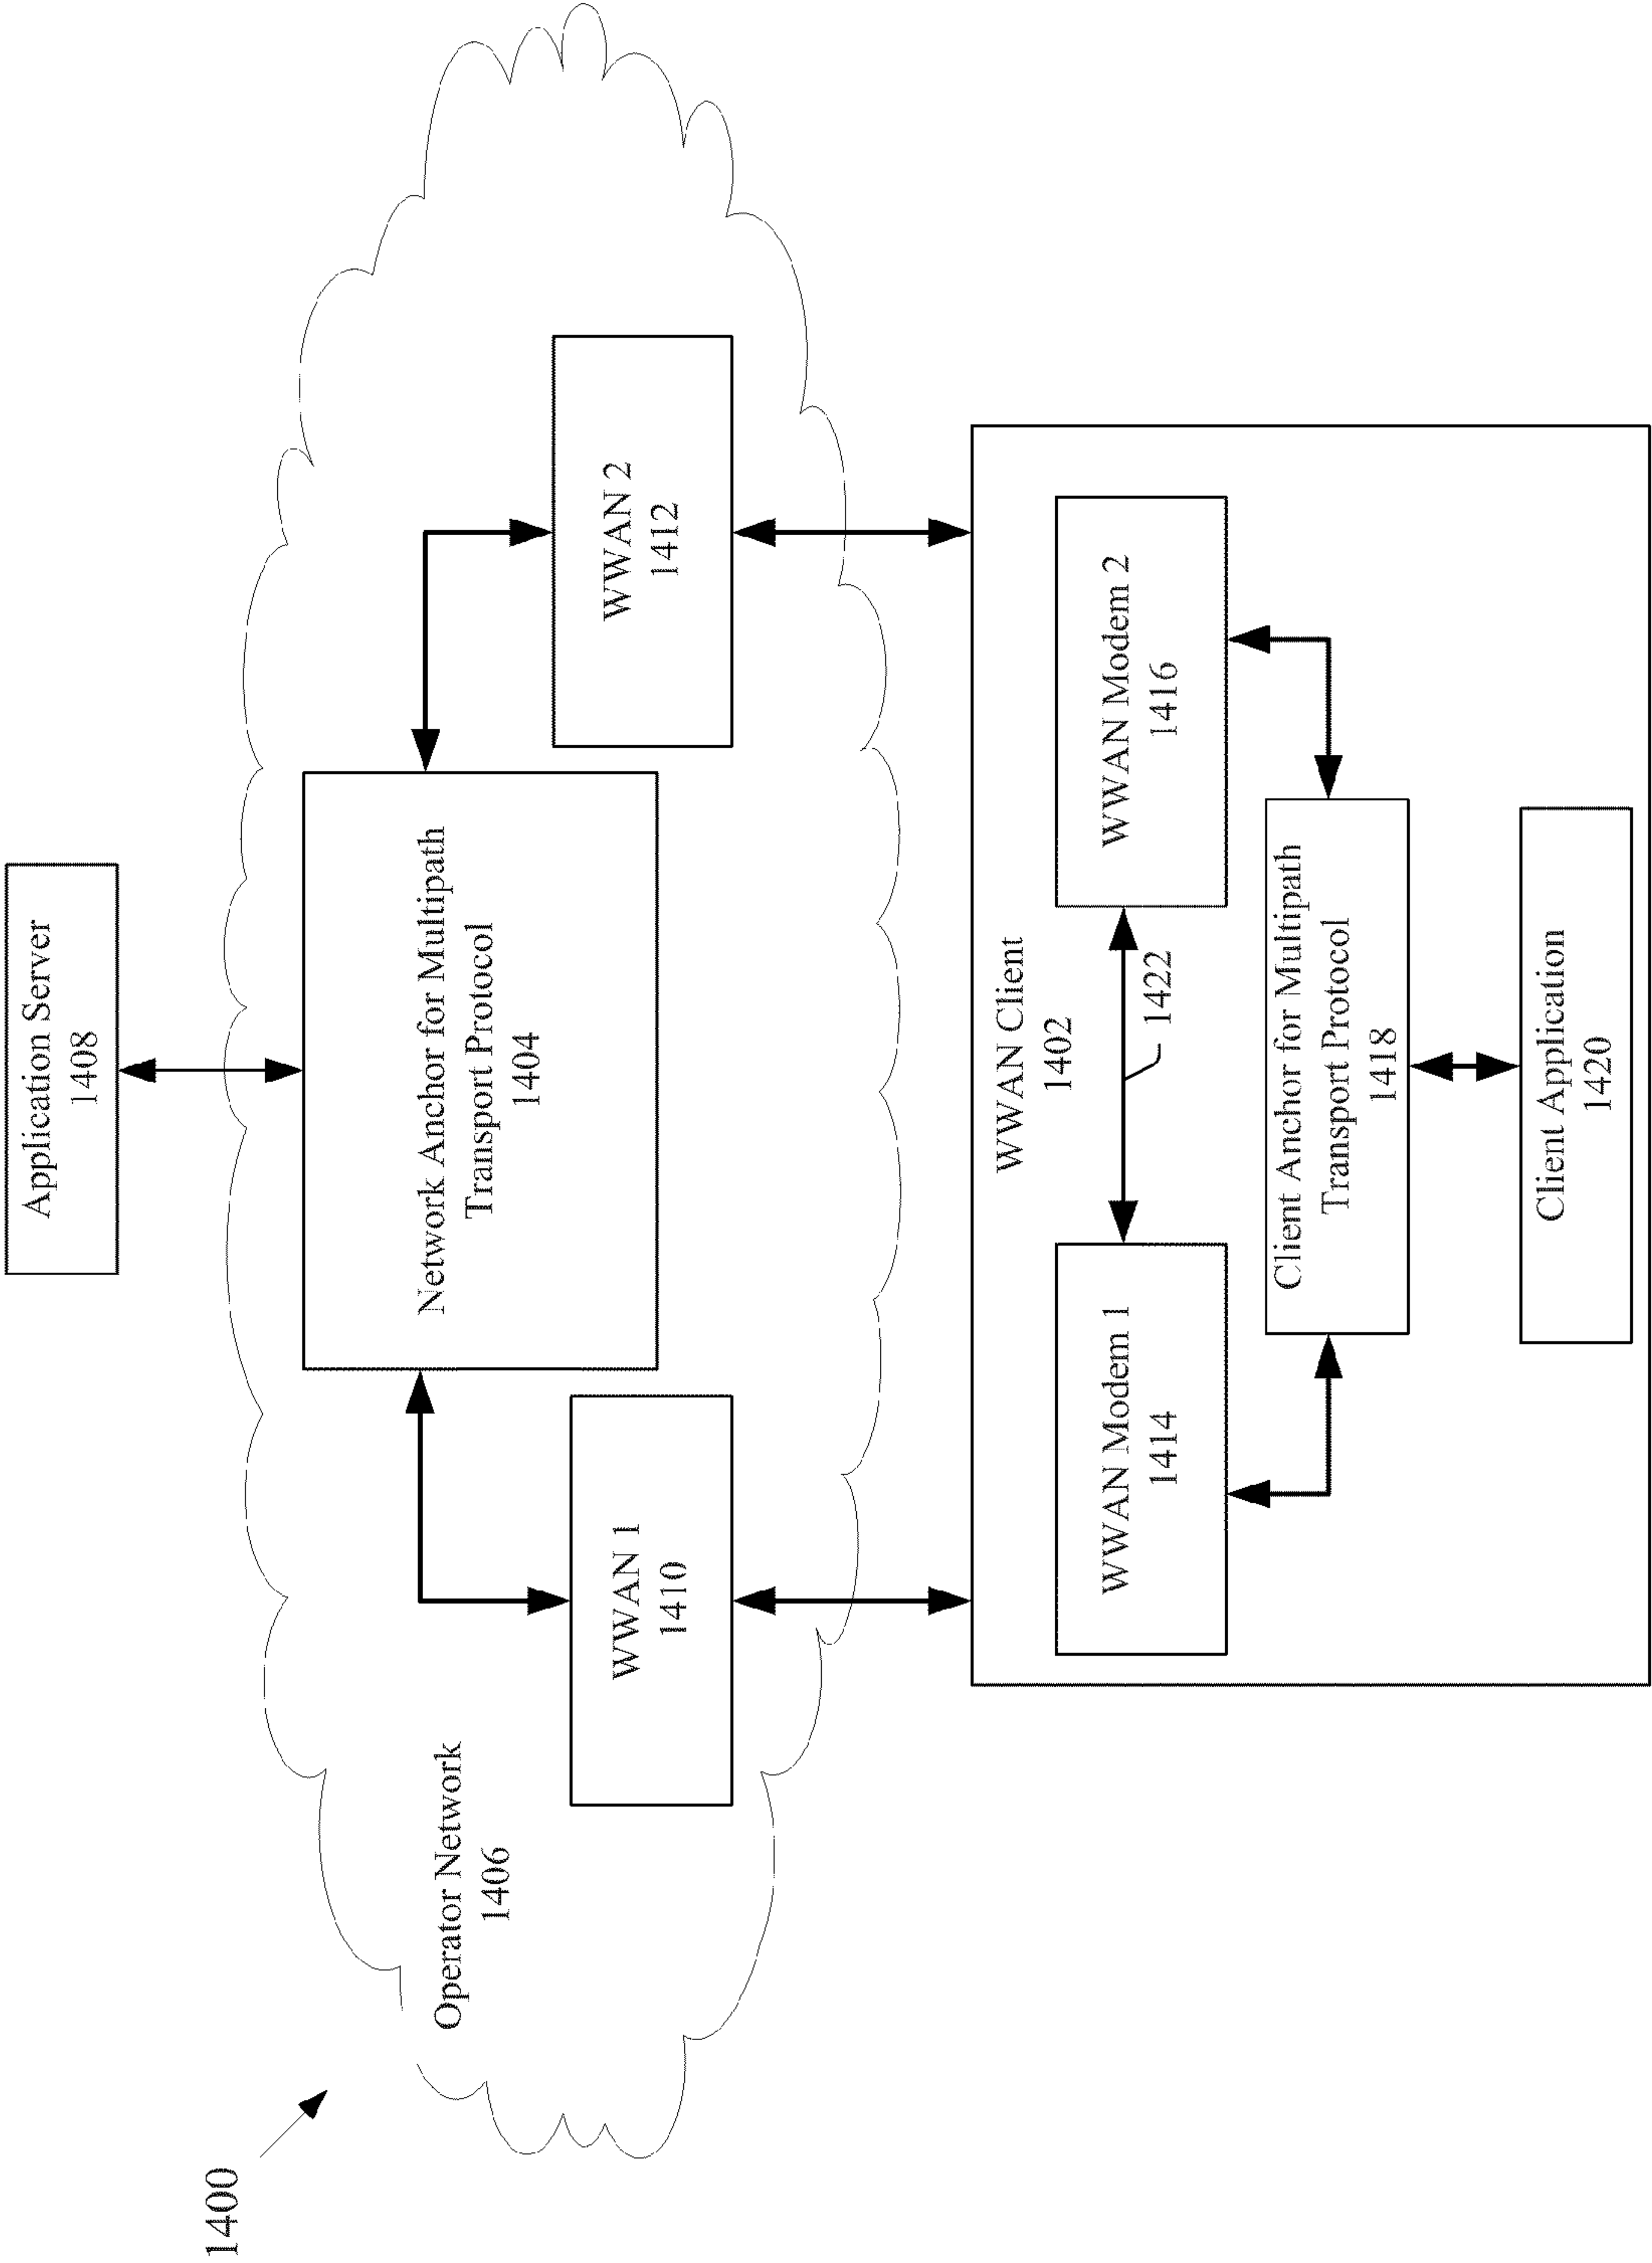 1400
Application Server
1408
Operator Network
1406
Network Anchor for Multipath
Transport Protocol
1404
WWAN 1
1410
WWAN 2
1412
WWAN Client
1402
WWAN Modem 1
1414
1422
WWAN Modem 2
1416
Client Anchor for Multipath
Transport Protocol
1418
Client Application
1420